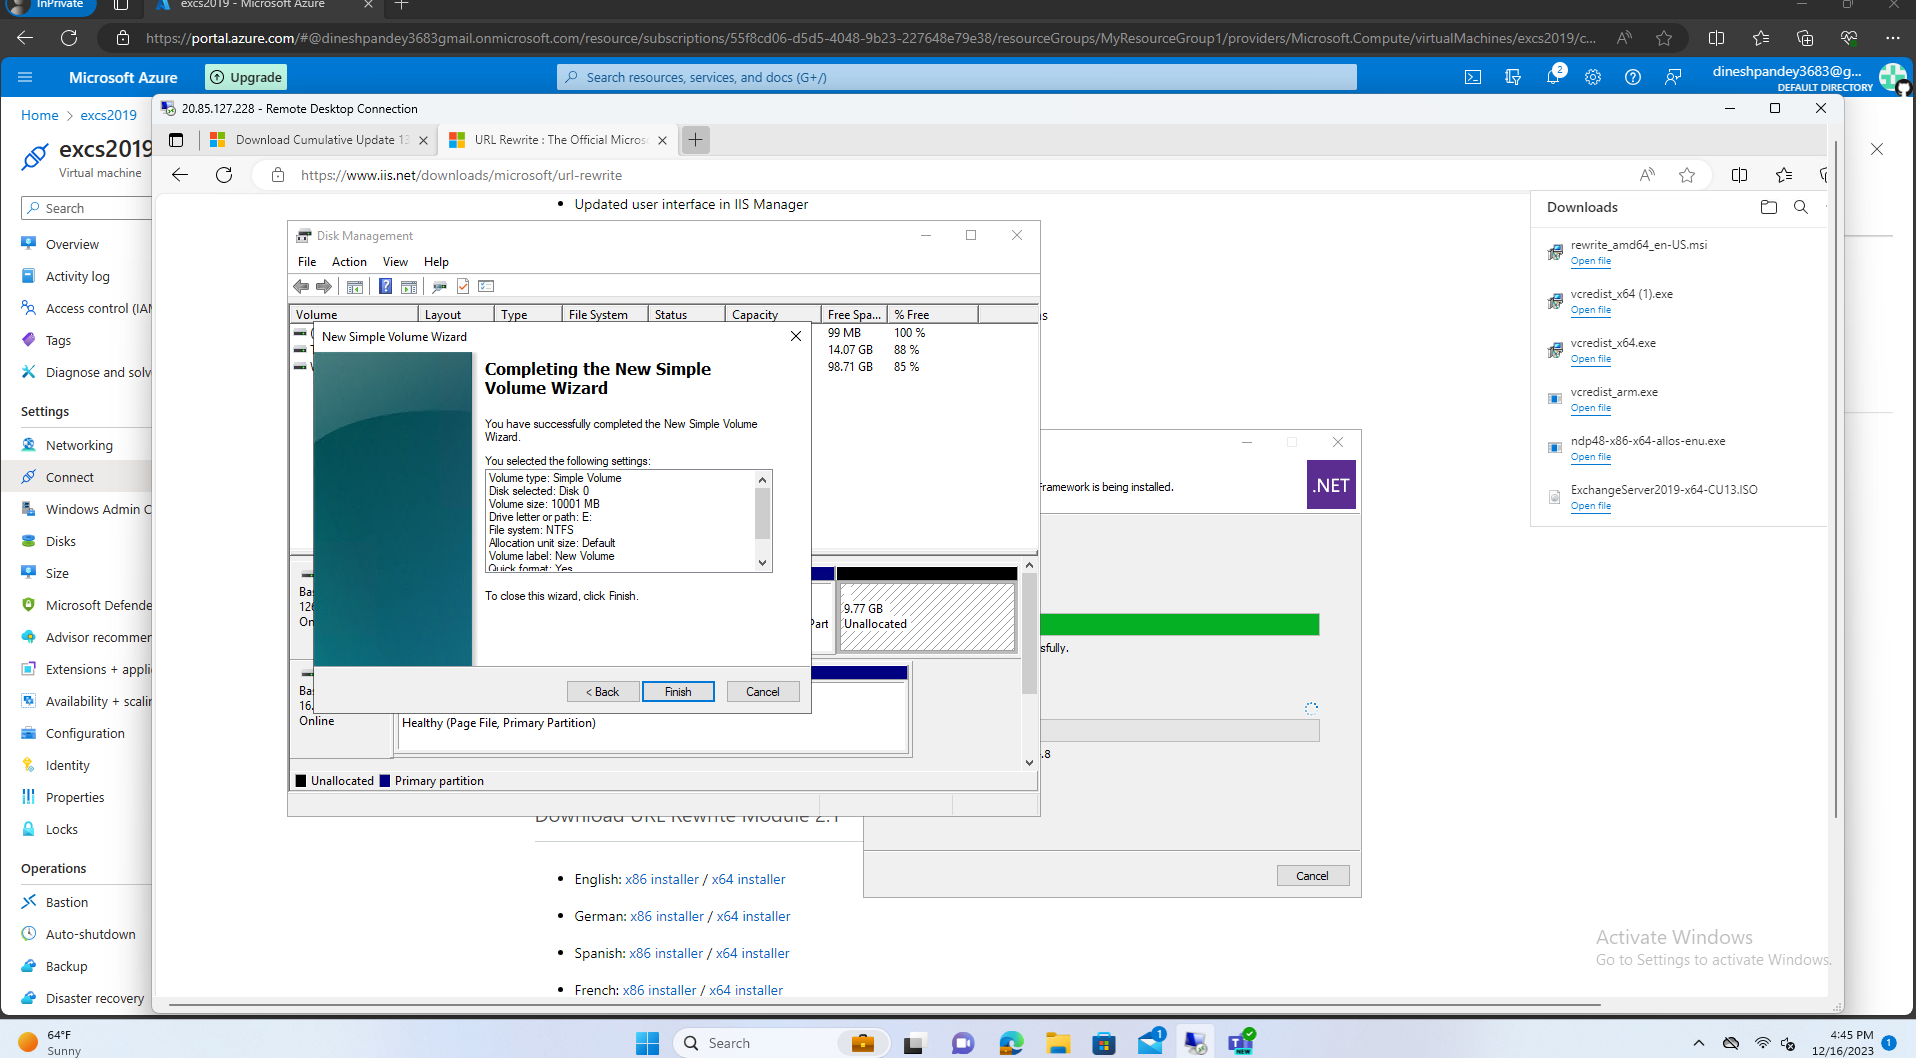 InPrivate
excs2019 - Microsoft Azure
https://portal.azure.com/#@dineshpandey3683gmail.onmicrosoft.com/resource/subscriptions/55f8cd06-d5d5-4048-9b23-227648e79e38/resourceGroups/MyResourceGroup1/providers/Microsoft.Compute/virtualMachines/excs2019/c...
Microsoft Azure
Upgrade
Search resources, services, and docs (G+/)
2
dineshpandey3683@g...
DEFAULT DIRECTORY
Home > excs2019
excs2019
Virtual machine
Search
Overview
Activity log
Access control (IAM
Tags
Diagnose and solv
Settings
Networking
Connect
Windows Admin C
Disks
Size
Microsoft Defende
Advisor recommer
Extensions + appli
Availability + scalin
Configuration
Identity
Properties
Locks
Operations
Bastion
Auto-shutdown
Backup
Disaster recovery
20.85.127.228 - Remote Desktop Connection
Download Cumulative Update 13
URL Rewrite : The Official Micros
https://www.iis.net/downloads/microsoft/url-rewrite
Updated user interface in IIS Manager
Disk Management
File Action View Help
Volume Layout Type File System Status Capacity Free Spa... % Free
99 MB 100 %
14.07 GB 88 %
98.71 GB 85 %
New Simple Volume Wizard
Completing the New Simple
Volume Wizard
You have successfully completed the New Simple Volume
Wizard.
You selected the following settings:
Volume type: Simple Volume
Disk selected: Disk 0
Volume size: 10001 MB
Drive letter or path: E:
File system: NTFS
Allocation unit size: Default
Volume label: New Volume
Quick format: Yes
To close this wizard, click Finish.
< Back Finish Cancel
Bas
126
On
Part
9.77 GB
Unallocated
Bas
16.
Online
Healthy (Page File, Primary Partition)
Unallocated Primary partition
ns
Framework is being installed.
.NET
sfully.
.8
Cancel
Download URL Rewrite Module 2.1
English: x86 installer / x64 installer
German: x86 installer / x64 installer
Spanish: x86 installer / x64 installer
French: x86 installer / x64 installer
Downloads
rewrite_amd64_en-US.msi
Open file
vcredist_x64 (1).exe
Open file
vcredist_x64.exe
Open file
vcredist_arm.exe
Open file
ndp48-x86-x64-allos-enu.exe
Open file
ExchangeServer2019-x64-CU13.ISO
Open file
Activate Windows
Go to Settings to activate Windows.
64°F
Sunny
Search
1
NEW
4:45 PM
12/16/2023
1